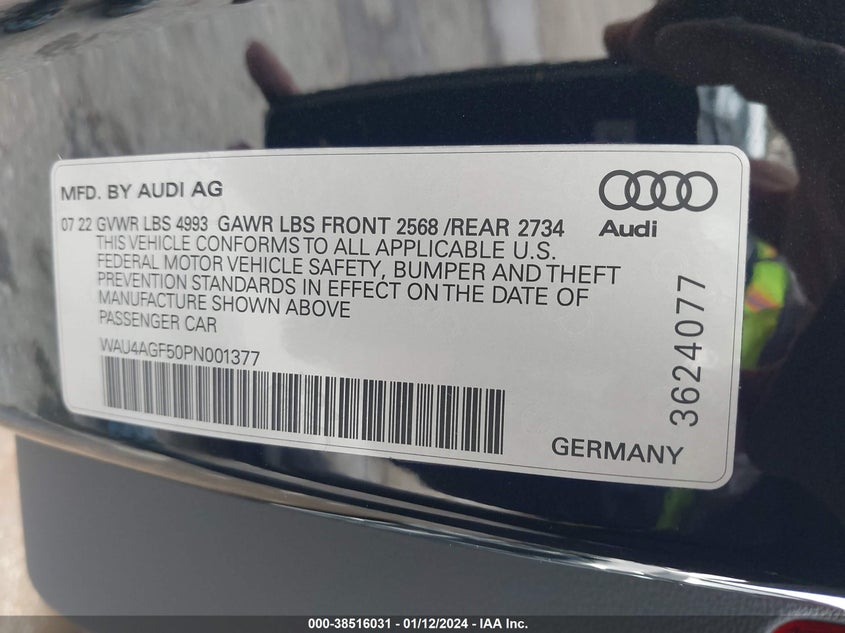 MFD. BY AUDI AG
Audi
07 22 GVWR LBS 4993 GAWR LBS FRONT 2568 /REAR 2734
THIS VEHICLE CONFORMS TO ALL APPLICABLE U.S.
FEDERAL MOTOR VEHICLE SAFETY, BUMPER AND THEFT
PREVENTION STANDARDS IN EFFECT ON THE DATE OF
MANUFACTURE SHOWN ABOVE
PASSENGER CAR
WAU4AGF50PN001377
3624077
GERMANY
000-38516031 - 01/12/2024 - IAA Inc.